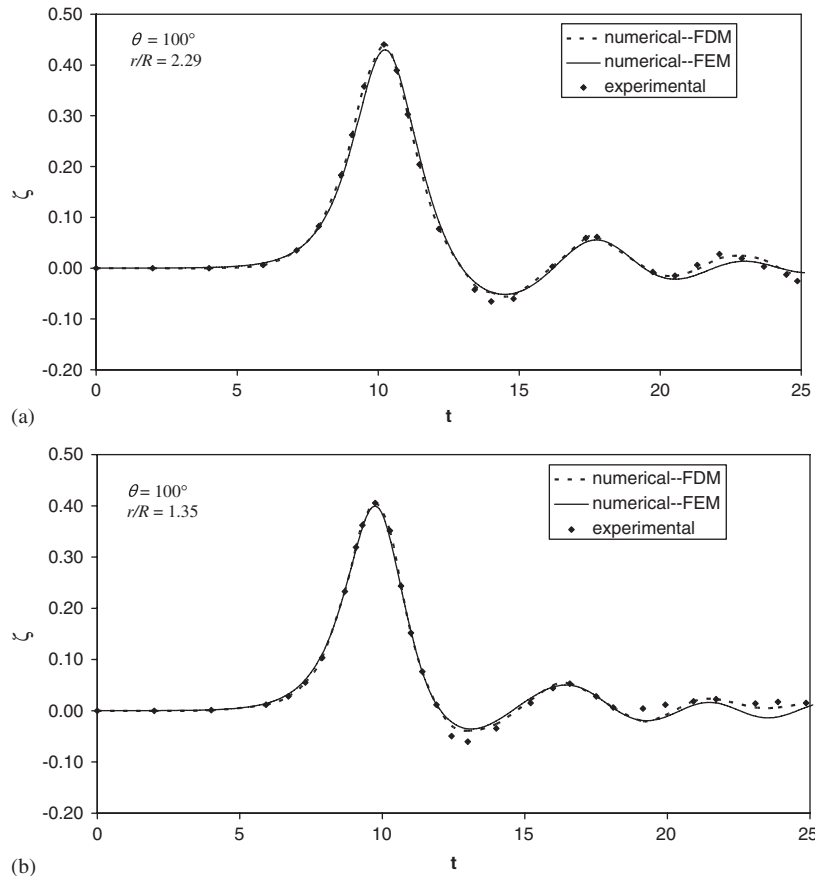 0.50
0.40
0.30
0.20
0.10
0.00
-0.10
-0.20
ζ
θ = 100°
r/R = 2.29
numerical--FDM
numerical--FEM
experimental
0 5 10 15 20 25
t
(a)
0.50
0.40
0.30
0.20
0.10
0.00
-0.10
-0.20
ζ
θ = 100°
r/R = 1.35
numerical--FDM
numerical--FEM
experimental
0 5 10 15 20 25
t
(b)